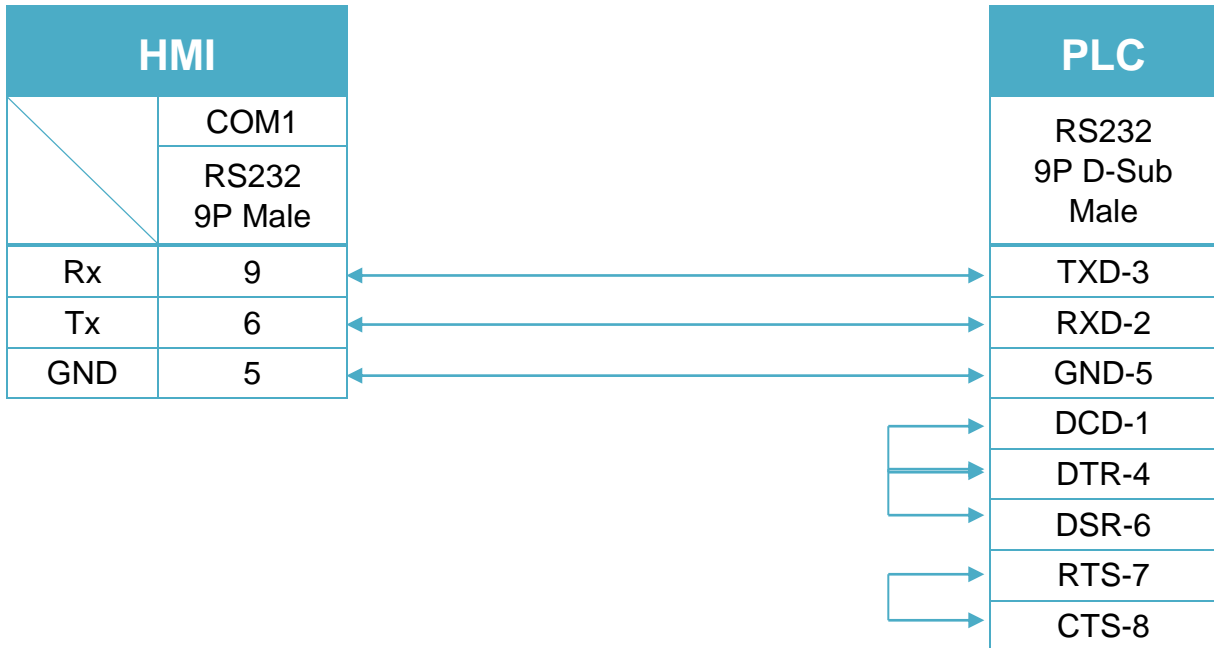 HMI
COM1
RS232
9P Male
Rx
9
Tx
6
GND
5
PLC
RS232
9P D-Sub
Male
TXD-3
RXD-2
GND-5
DCD-1
DTR-4
DSR-6
RTS-7
CTS-8